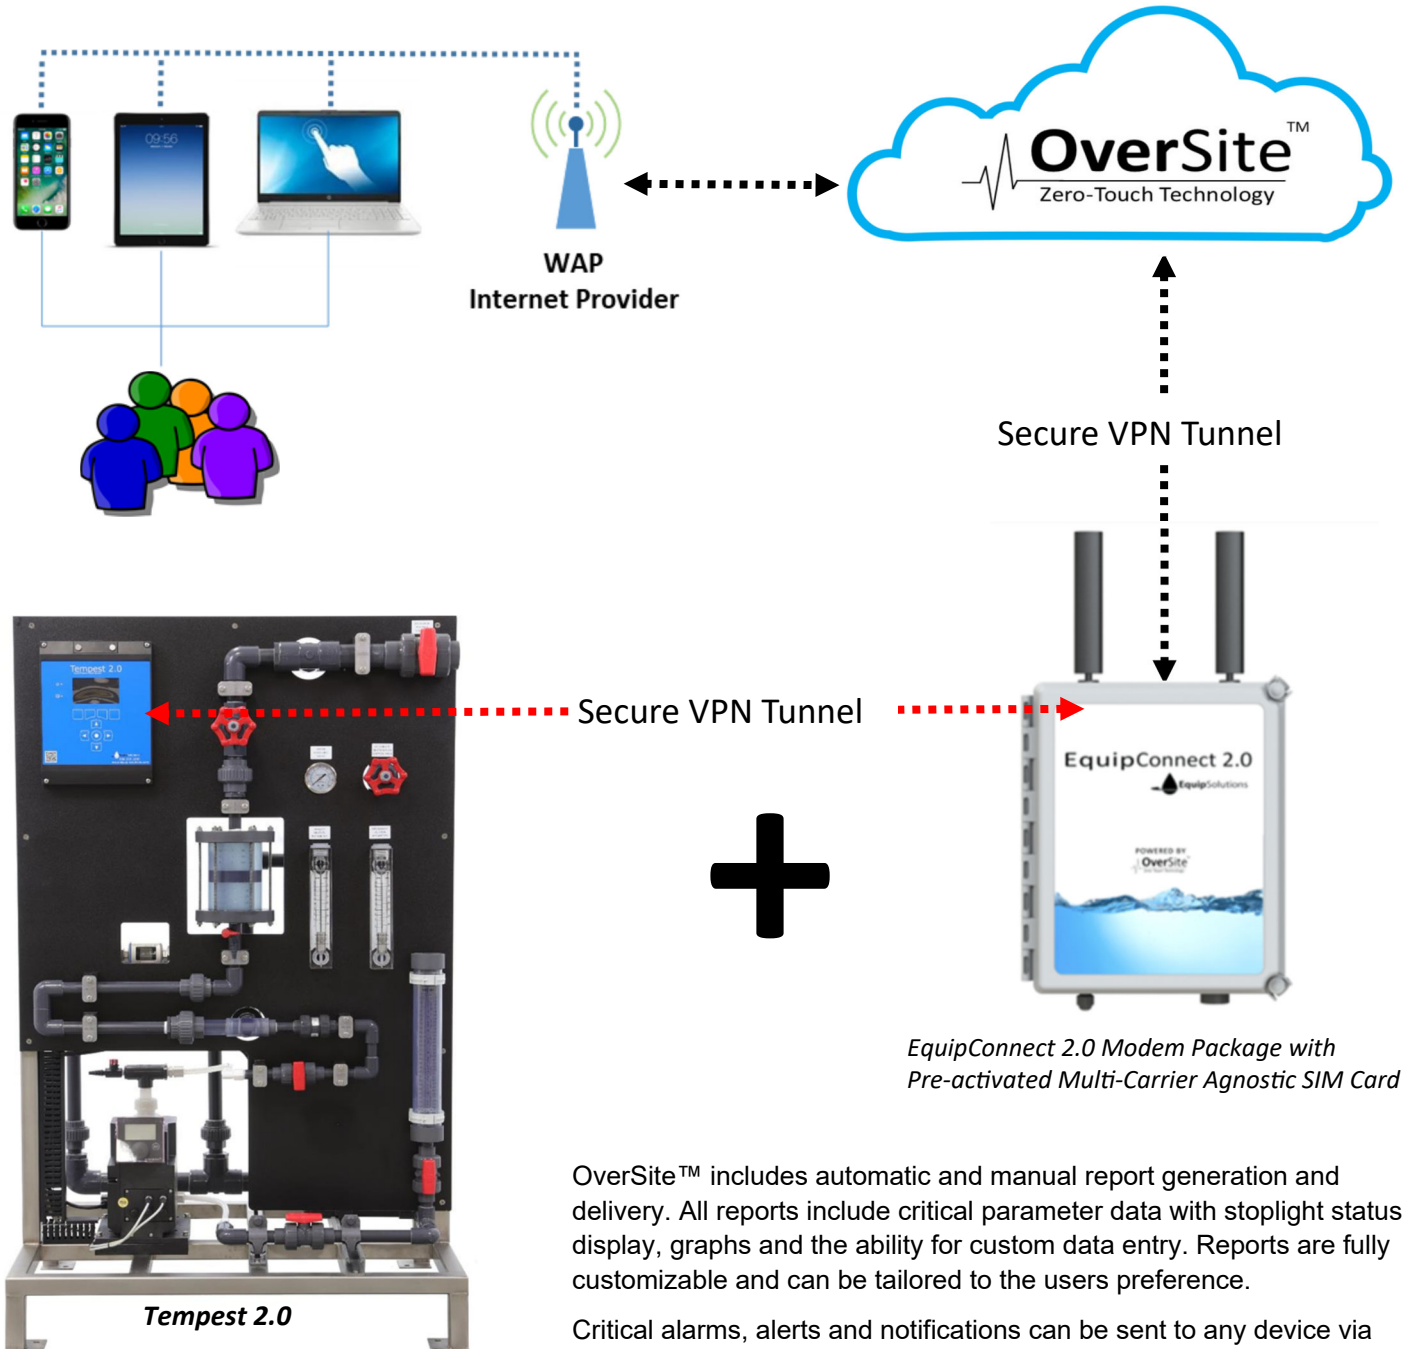 09:56
OverSite™
Zero-Touch Technology
WAP
Internet Provider
Secure VPN Tunnel
Tempest 2.0
Secure VPN Tunnel
EquipConnect 2.0
EquipSolutions
POWERED BY
OverSite
EquipConnect 2.0 Modem Package with
Pre-activated Multi-Carrier Agnostic SIM Card
Tempest 2.0
OverSite™ includes automatic and manual report generation and
delivery. All reports include critical parameter data with stoplight status
display, graphs and the ability for custom data entry. Reports are fully
customizable and can be tailored to the users preference.
Critical alarms, alerts and notifications can be sent to any device via